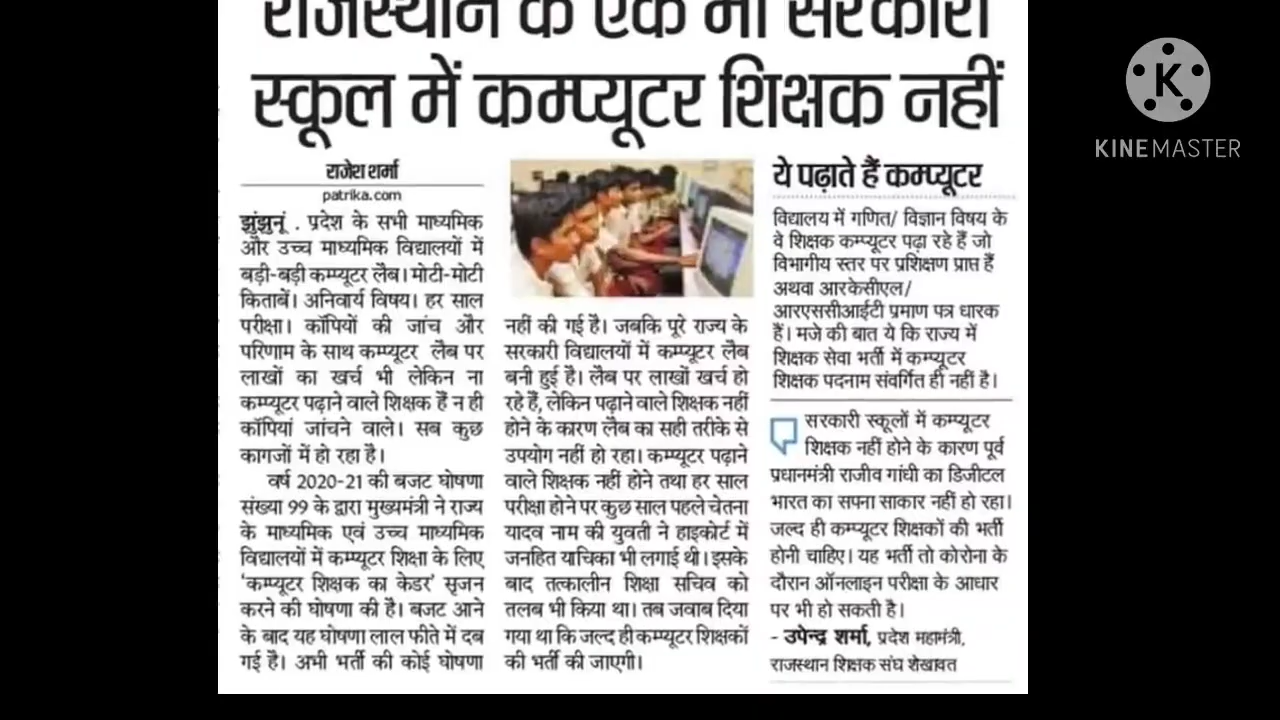 राजस्थान के एक भी सरकारी
स्कूल में कम्प्यूटर शिक्षक नहीं
राजेश शर्मा
patrika.com
झुंझुनूं . प्रदेश के सभी माध्यमिक
और उच्च माध्यमिक विद्यालयों में
बड़ी-बड़ी कम्प्यूटर लैब। मोटी-मोटी
किताबें। अनिवार्य विषय। हर साल
परीक्षा। कॉपियों की जांच और
परिणाम के साथ कम्प्यूटर लैब पर
लाखों का खर्च भी लेकिन ना
कम्प्यूटर पढ़ाने वाले शिक्षक हैं न ही
कॉपियां जांचने वाले। सब कुछ
कागजों में हो रहा है।
वर्ष 2020-21 की बजट घोषणा
संख्या 99 के द्वारा मुख्यमंत्री ने राज्य
के माध्यमिक एवं उच्च माध्यमिक
विद्यालयों में कम्प्यूटर शिक्षा के लिए
‘कम्प्यूटर शिक्षक का केडर’ सृजन
करने की घोषणा की है। बजट आने
के बाद यह घोषणा लाल फीते में दब
गई है। अभी भर्ती की कोई घोषणा
नहीं की गई है। जबकि पूरे राज्य के
सरकारी विद्यालयों में कम्प्यूटर लैब
बनी हुई है। लैब पर लाखों खर्च हो
रहे हैं, लेकिन पढ़ाने वाले शिक्षक नहीं
होने के कारण लैब का सही तरीके से
उपयोग नहीं हो रहा। कम्प्यूटर पढ़ाने
वाले शिक्षक नहीं होने तथा हर साल
परीक्षा होने पर कुछ साल पहले चेतना
यादव नाम की युवती ने हाइकोर्ट में
जनहित याचिका भी लगाई थी। इसके
बाद तत्कालीन शिक्षा सचिव को
तलब भी किया था। तब जवाब दिया
गया था कि जल्द ही कम्प्यूटर शिक्षकों
की भर्ती की जाएगी।
ये पढ़ाते हैं कम्प्यूटर
विद्यालय में गणित/ विज्ञान विषय के
वे शिक्षक कम्प्यूटर पढ़ा रहे हैं जो
विभागीय स्तर पर प्रशिक्षण प्राप्त हैं
अथवा आरकेसीएल/
आरएससीआईटी प्रमाण पत्र धारक
हैं। मजे की बात ये कि राज्य में
शिक्षक सेवा भर्ती में कम्प्यूटर
शिक्षक पदनाम संवर्गित ही नहीं है।
सरकारी स्कूलों में कम्प्यूटर
शिक्षक नहीं होने के कारण पूर्व
प्रधानमंत्री राजीव गांधी का डिजीटल
भारत का सपना साकार नहीं हो रहा।
जल्द ही कम्प्यूटर शिक्षकों की भर्ती
होनी चाहिए। यह भर्ती तो कोरोना के
दौरान ऑनलाइन परीक्षा के आधार
पर भी हो सकती है।
- उपेन्द्र शर्मा, प्रदेश महामंत्री,
राजस्थान शिक्षक संघ शेखावत
K
KINEMASTER